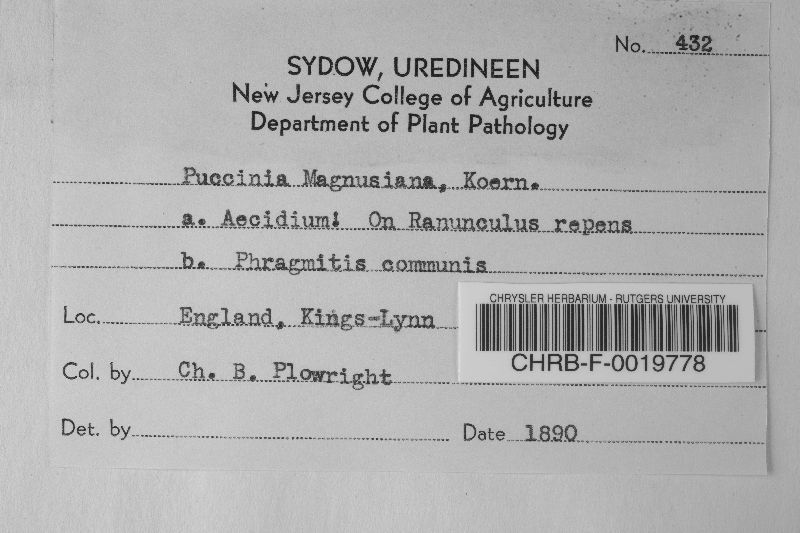 No. 432
SYDOW, UREDINEEN
New Jersey College of Agriculture
Department of Plant Pathology
Puccinia Magnusiana, Koern.
a. Aecidium! On Ranunculus repens
b. Phragmitis communis
Loc. England, Kings-Lynn
CHRYSLER HERBARIUM - RUTGERS UNIVERSITY
CHRB-F-0019778
Col. by Ch. B. Plowright
Det. by
Date 1890